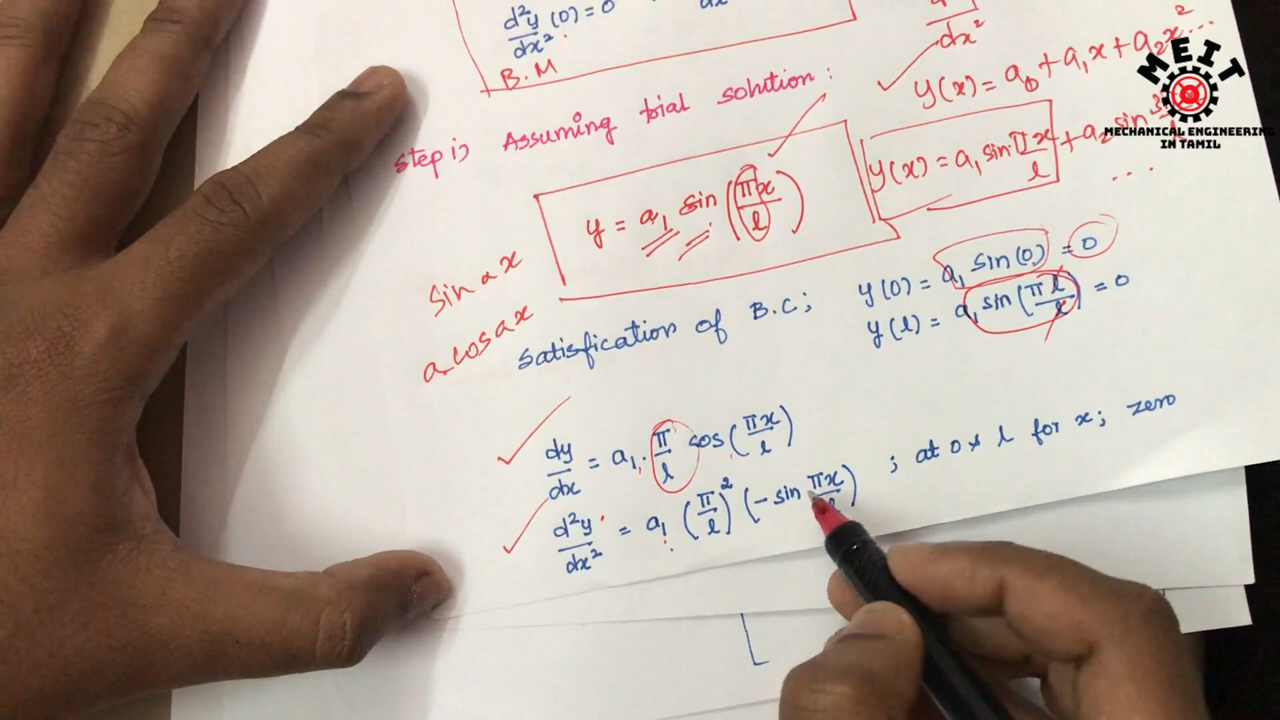 d²y/dx² (0) = 0
dx
dx²
B.M
y(x) = a₀ + a₁x + a₂x² ...
MEIT
MECHANICAL ENGINEERING
IN TAMIL
Step i) Assuming trial solution :
y = a₁ sin (πx/l)
y(x) = a₁ sin πx/l + a₂ sin 3
...
sin ax
a cos ax
Satisfication of B.C;
y(0) = a₁ sin(0) = 0
y(l) = a₁ sin (π l/l) = 0
dy/dx = a₁ . π/l cos (πx/l)
d²y/dx² = a₁ (π/l)² (- sin πx/l) ; at 0 & l for x; zero